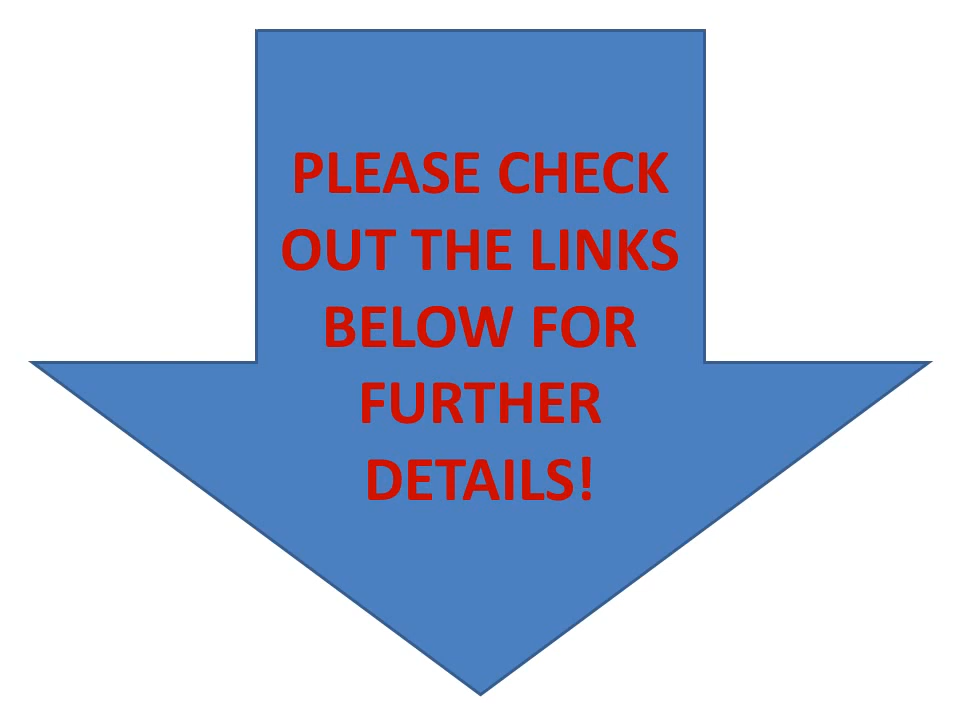 PLEASE CHECK
OUT THE LINKS
BELOW FOR
FURTHER
DETAILS!